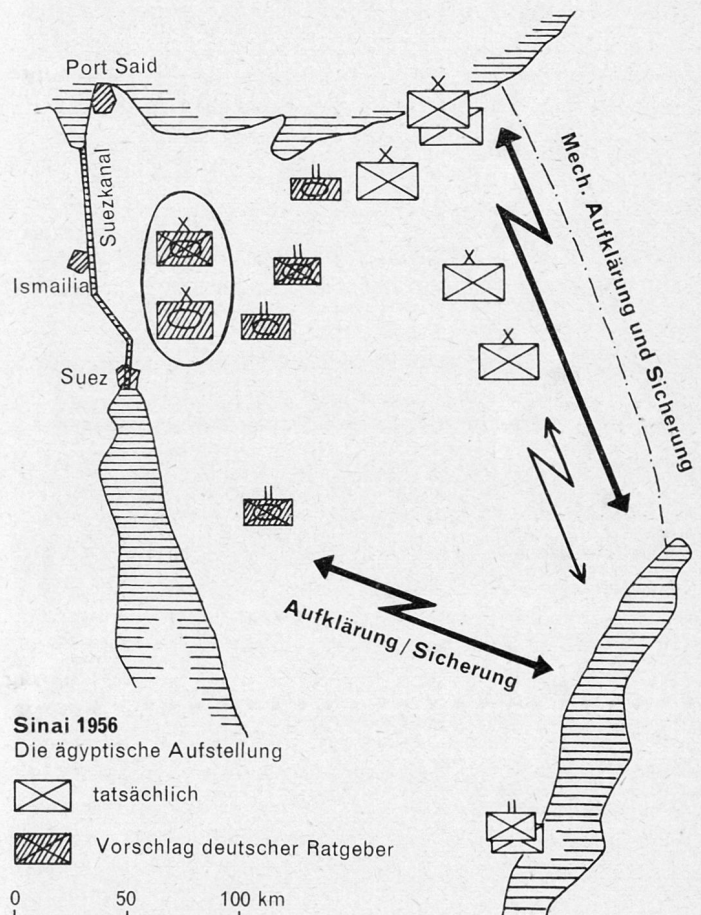 Port Said
Suezkanal
Mech. Aufklärung und Sicherung
Ismailia
Suez
Aufklärung/Sicherung
Sinai 1956
Die ägyptische Aufstellung
tatsächlich
Vorschlag deutscher Ratgeber
0 50 100 km